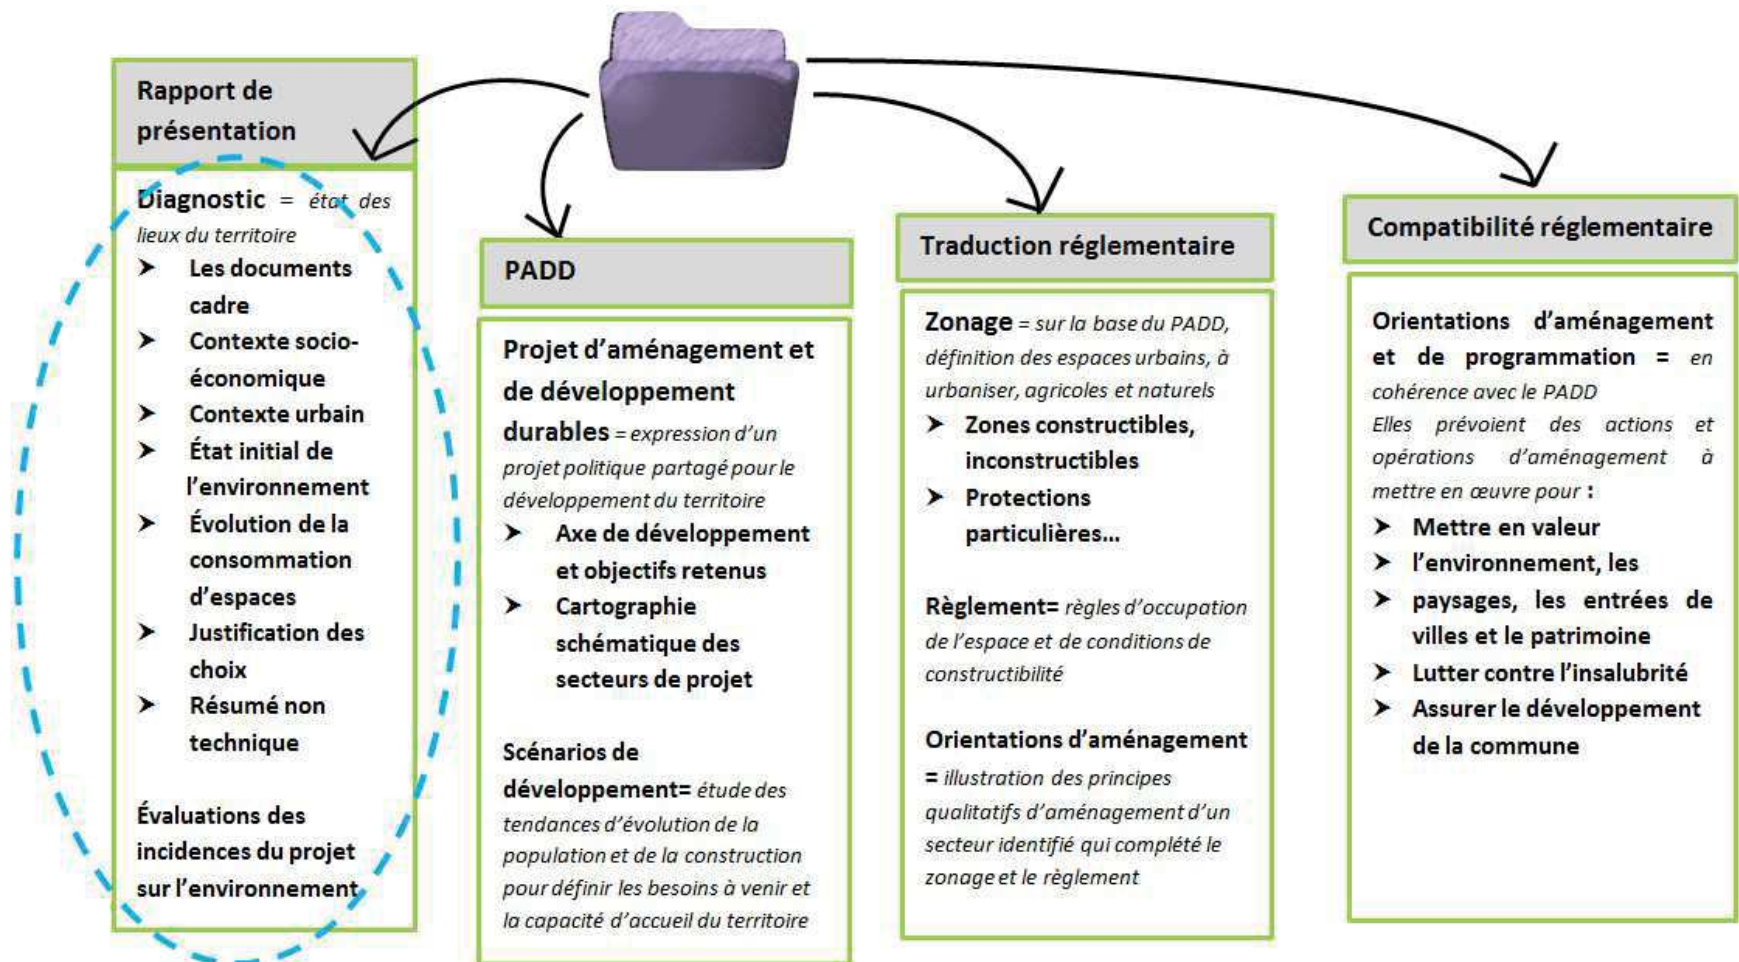 Rapport de
présentation
Diagnostic = état des
lieux du territoire
➤ Les documents
cadre
➤ Contexte socio-
économique
➤ Contexte urbain
➤ État initial de
l’environnement
➤ Évolution de la
consommation
d’espaces
➤ Justification des
choix
➤ Résumé non
technique
Évaluations des
incidences du projet
sur l’environnement
PADD
Projet d’aménagement et
de développement
durables = expression d’un
projet politique partagé pour le
développement du territoire
➤ Axe de développement
et objectifs retenus
➤ Cartographie
schématique des
secteurs de projet
Scénarios de
développement= étude des
tendances d’évolution de la
population et de la construction
pour définir les besoins à venir et
la capacité d’accueil du territoire
Traduction réglementaire
Zonage = sur la base du PADD,
définition des espaces urbains, à
urbaniser, agricoles et naturels
➤ Zones constructibles,
inconstructibles
➤ Protections
particulières…
Règlement= règles d’occupation
de l’espace et de conditions de
constructibilité
Orientations d’aménagement
= illustration des principes
qualitatifs d’aménagement d’un
secteur identifié qui complété le
zonage et le règlement
Compatibilité réglementaire
Orientations d’aménagement
et de programmation = en
cohérence avec le PADD
Elles prévoient des actions et
opérations d’aménagement à
mettre en œuvre pour :
➤ Mettre en valeur
➤ l’environnement, les
➤ paysages, les entrées de
villes et le patrimoine
➤ Lutter contre l’insalubrité
➤ Assurer le développement
de la commune